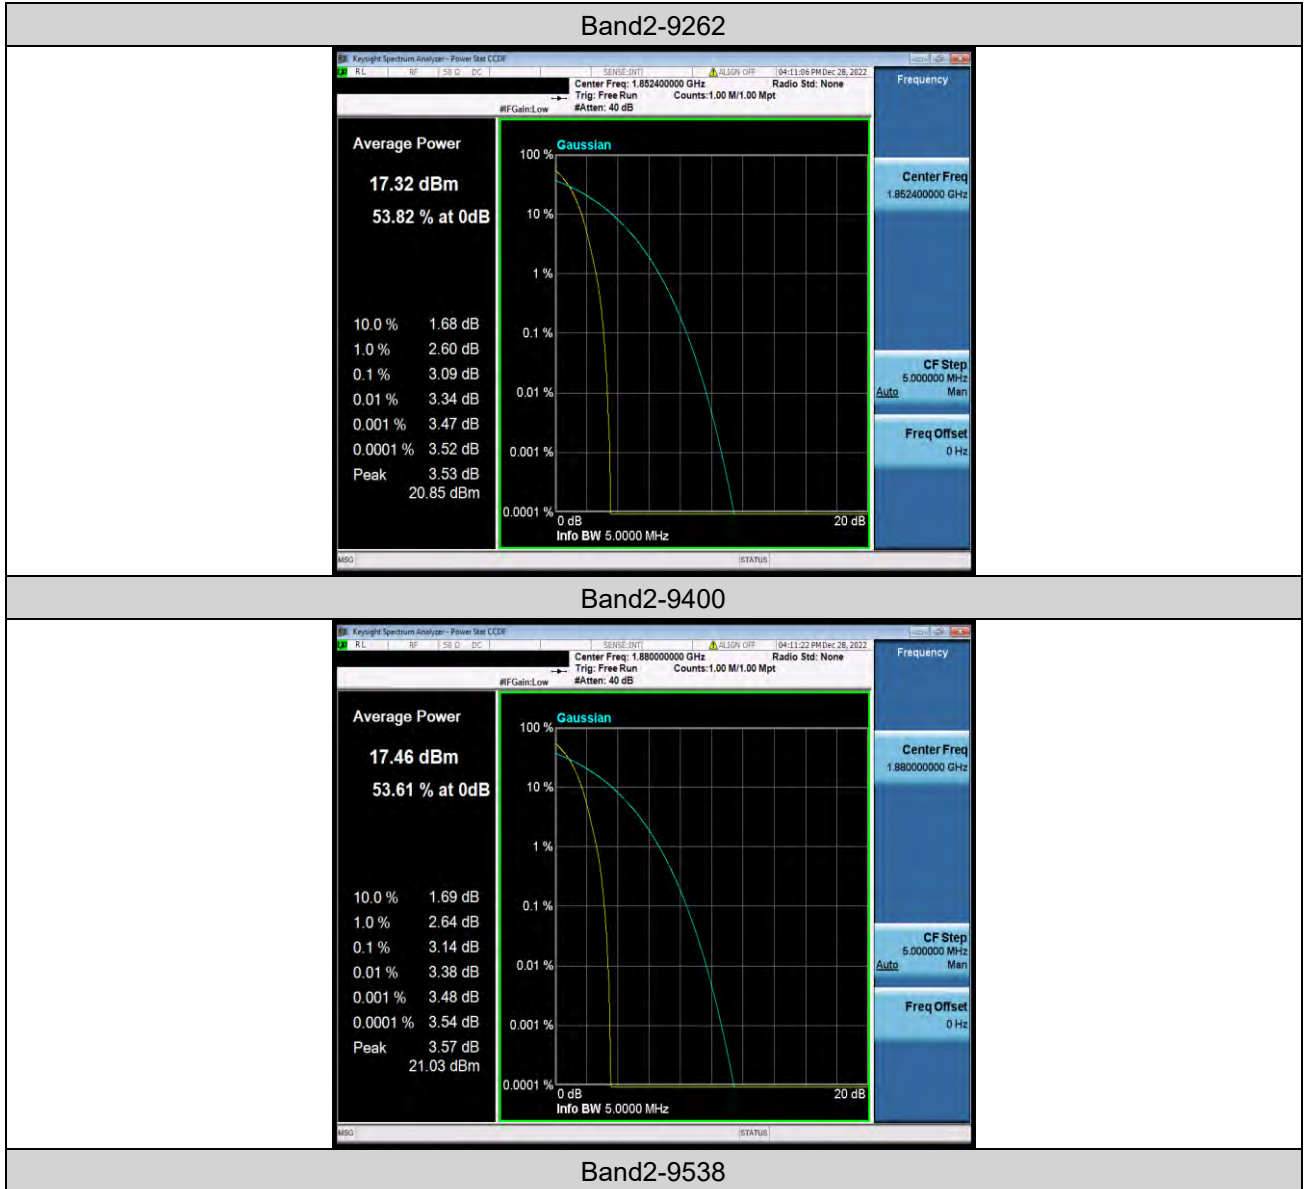 Band2-9262
Keysight Spectrum Analyzer - Power Stat CCDF
RL RF 50 Ω DC SENSE:INT ALIGN OFF 04:11:06 PM Dec 28, 2022
Center Freq: 1.852400000 GHz Radio Std: None
Trig: Free Run Counts:1.00 M/1.00 Mpt
#IFGain:Low #Atten: 40 dB
Frequency
Average Power
17.32 dBm
53.82 % at 0dB
10.0 % 1.68 dB
1.0 % 2.60 dB
0.1 % 3.09 dB
0.01 % 3.34 dB
0.001 % 3.47 dB
0.0001 % 3.52 dB
Peak 3.53 dB
20.85 dBm
Gaussian
100 %
10 %
1 %
0.1 %
0.01 %
0.001 %
0.0001 %
0 dB 20 dB
Info BW 5.0000 MHz
Center Freq
1.852400000 GHz
CF Step
5.000000 MHz
Auto Man
Freq Offset
0 Hz
MSG STATUS
Band2-9400
Keysight Spectrum Analyzer - Power Stat CCDF
RL RF 50 Ω DC SENSE:INT ALIGN OFF 04:11:22 PM Dec 28, 2022
Center Freq: 1.880000000 GHz Radio Std: None
Trig: Free Run Counts:1.00 M/1.00 Mpt
#IFGain:Low #Atten: 40 dB
Frequency
Average Power
17.46 dBm
53.61 % at 0dB
10.0 % 1.69 dB
1.0 % 2.64 dB
0.1 % 3.14 dB
0.01 % 3.38 dB
0.001 % 3.48 dB
0.0001 % 3.54 dB
Peak 3.57 dB
21.03 dBm
Gaussian
100 %
10 %
1 %
0.1 %
0.01 %
0.001 %
0.0001 %
0 dB 20 dB
Info BW 5.0000 MHz
Center Freq
1.880000000 GHz
CF Step
5.000000 MHz
Auto Man
Freq Offset
0 Hz
MSG STATUS
Band2-9538